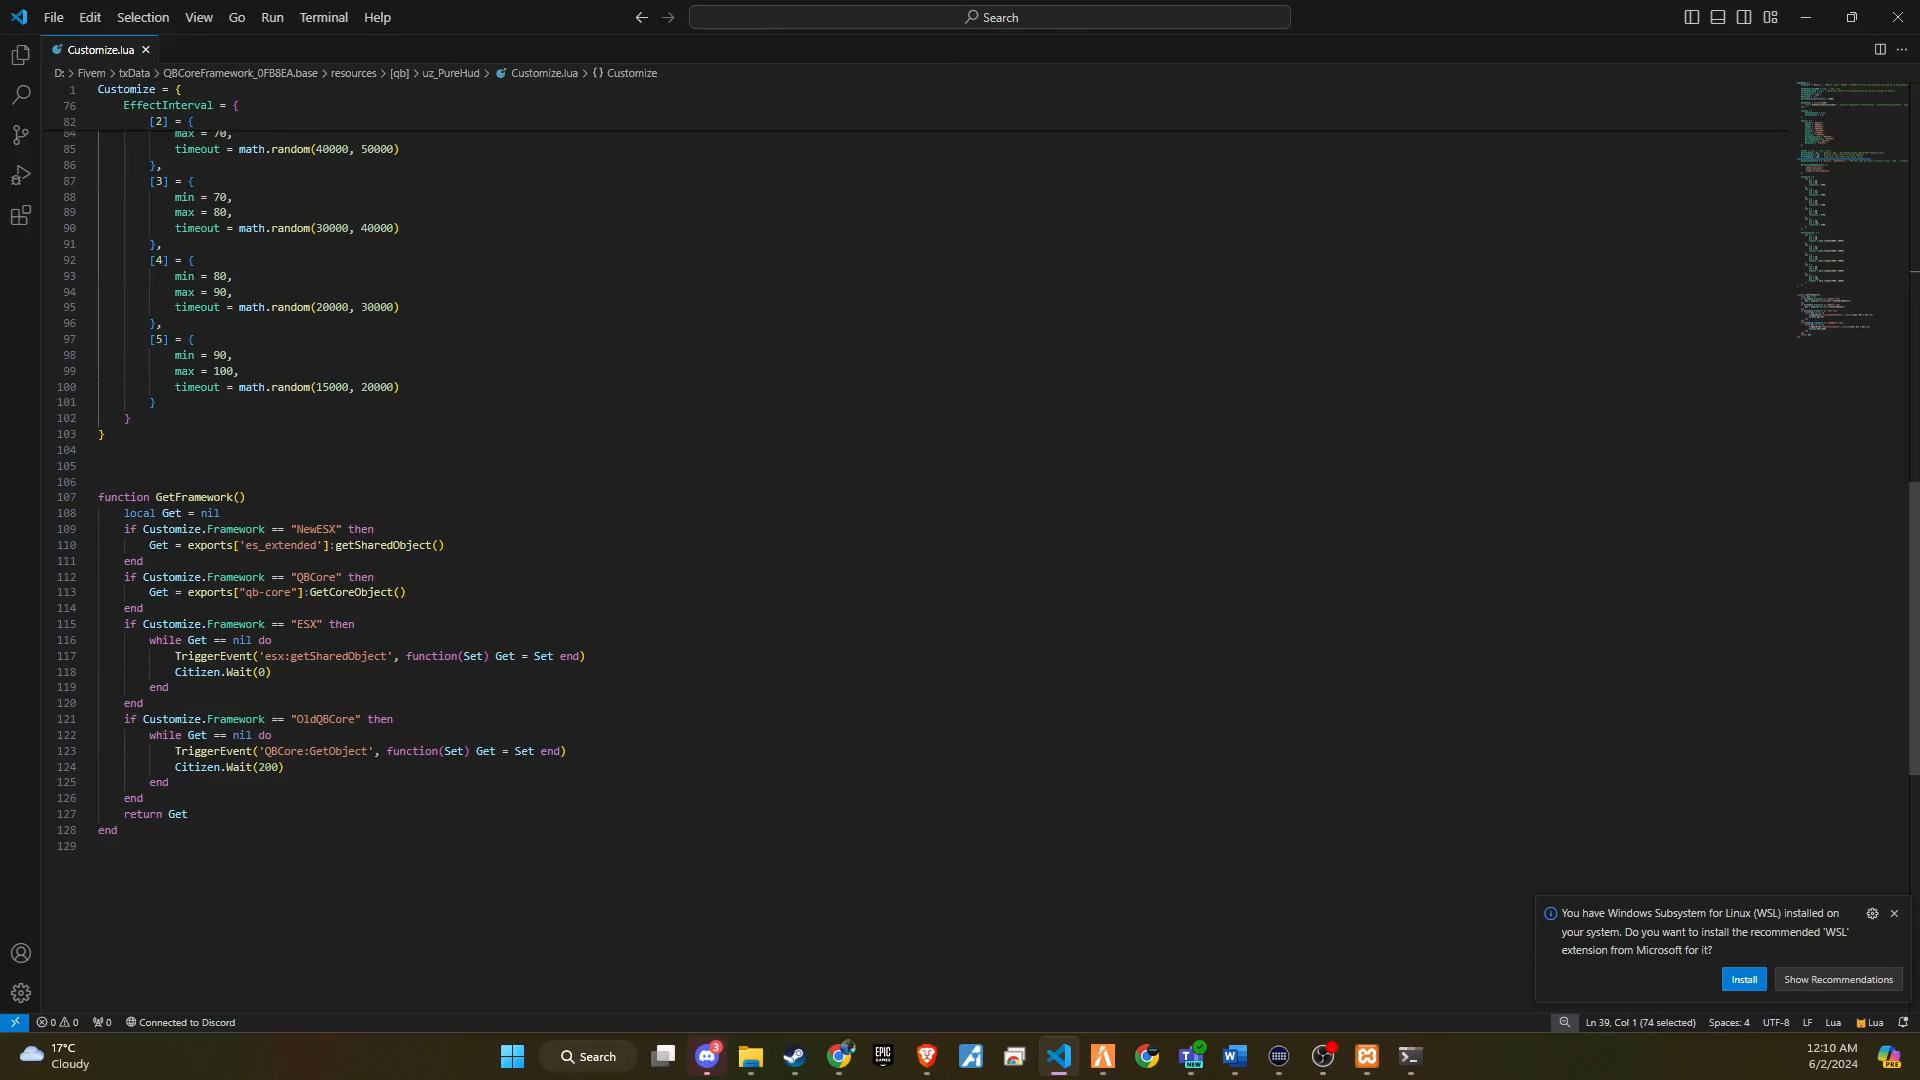 File Edit Selection View Go Run Terminal Help
Search
Customize.lua
D: > Fivem > txData > QBCoreFramework_0FB8EA.base > resources > [qb] > uz_PureHud > Customize.lua > {} Customize
1 Customize = {
76 EffectInterval = {
82 [2] = {
84 max = 70,
85 timeout = math.random(40000, 50000)
86 },
87 [3] = {
88 min = 70,
89 max = 80,
90 timeout = math.random(30000, 40000)
91 },
92 [4] = {
93 min = 80,
94 max = 90,
95 timeout = math.random(20000, 30000)
96 },
97 [5] = {
98 min = 90,
99 max = 100,
100 timeout = math.random(15000, 20000)
101 }
102 }
103 }
104
105
106
107 function GetFramework()
108 local Get = nil
109 if Customize.Framework == "NewESX" then
110 Get = exports['es_extended']:getSharedObject()
111 end
112 if Customize.Framework == "QBCore" then
113 Get = exports["qb-core"]:GetCoreObject()
114 end
115 if Customize.Framework == "ESX" then
116 while Get == nil do
117 TriggerEvent('esx:getSharedObject', function(Set) Get = Set end)
118 Citizen.Wait(0)
119 end
120 end
121 if Customize.Framework == "OldQBCore" then
122 while Get == nil do
123 TriggerEvent('QBCore:GetObject', function(Set) Get = Set end)
124 Citizen.Wait(200)
125 end
126 end
127 return Get
128 end
129
You have Windows Subsystem for Linux (WSL) installed on
your system. Do you want to install the recommended 'WSL'
extension from Microsoft for it?
Install Show Recommendations
0 0 0 Connected to Discord Ln 39, Col 1 (74 selected) Spaces: 4 UTF-8 LF Lua Lua
17°C
Cloudy
Search
3
EPIC
GAMES
NEW
PRE
12:10 AM
6/2/2024